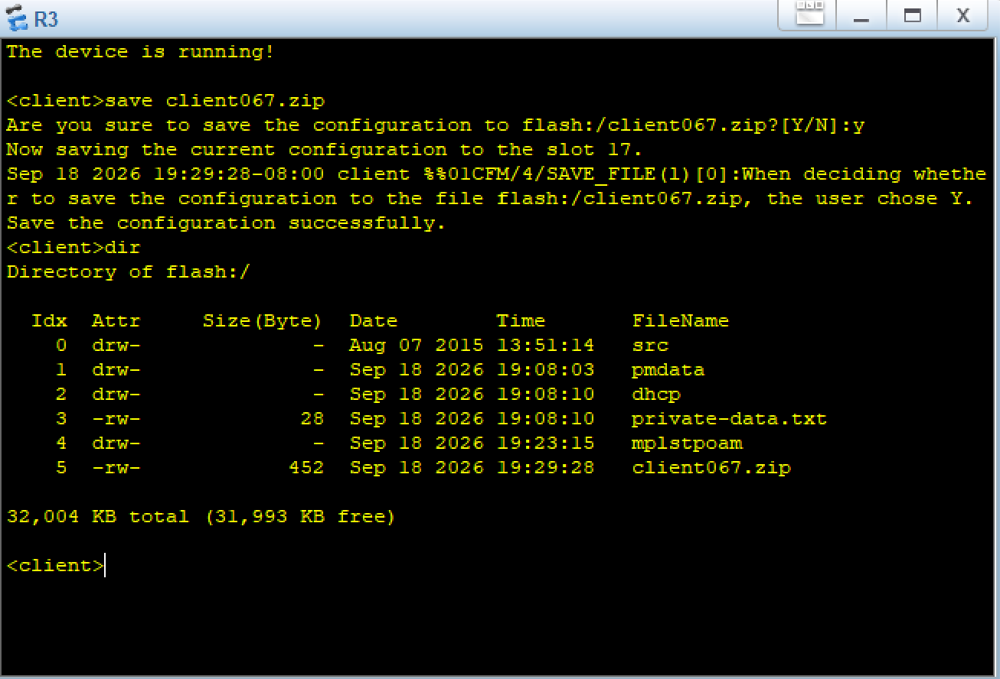 R3
The device is running!
<client>save client067.zip
Are you sure to save the configuration to flash:/client067.zip?[Y/N]:y
Now saving the current configuration to the slot 17.
Sep 18 2026 19:29:28-08:00 client %%01CFM/4/SAVE_FILE(l)[0]:When deciding whethe
r to save the configuration to the file flash:/client067.zip, the user chose Y.
Save the configuration successfully.
<client>dir
Directory of flash:/
  Idx  Attr     Size(Byte)  Date        Time       FileName
    0  drw-              -  Aug 07 2015 13:51:14   src
    1  drw-              -  Sep 18 2026 19:08:03   pmdata
    2  drw-              -  Sep 18 2026 19:08:10   dhcp
    3  -rw-             28  Sep 18 2026 19:08:10   private-data.txt
    4  drw-              -  Sep 18 2026 19:23:15   mplstpoam
    5  -rw-            452  Sep 18 2026 19:29:28   client067.zip
32,004 KB total (31,993 KB free)
<client>